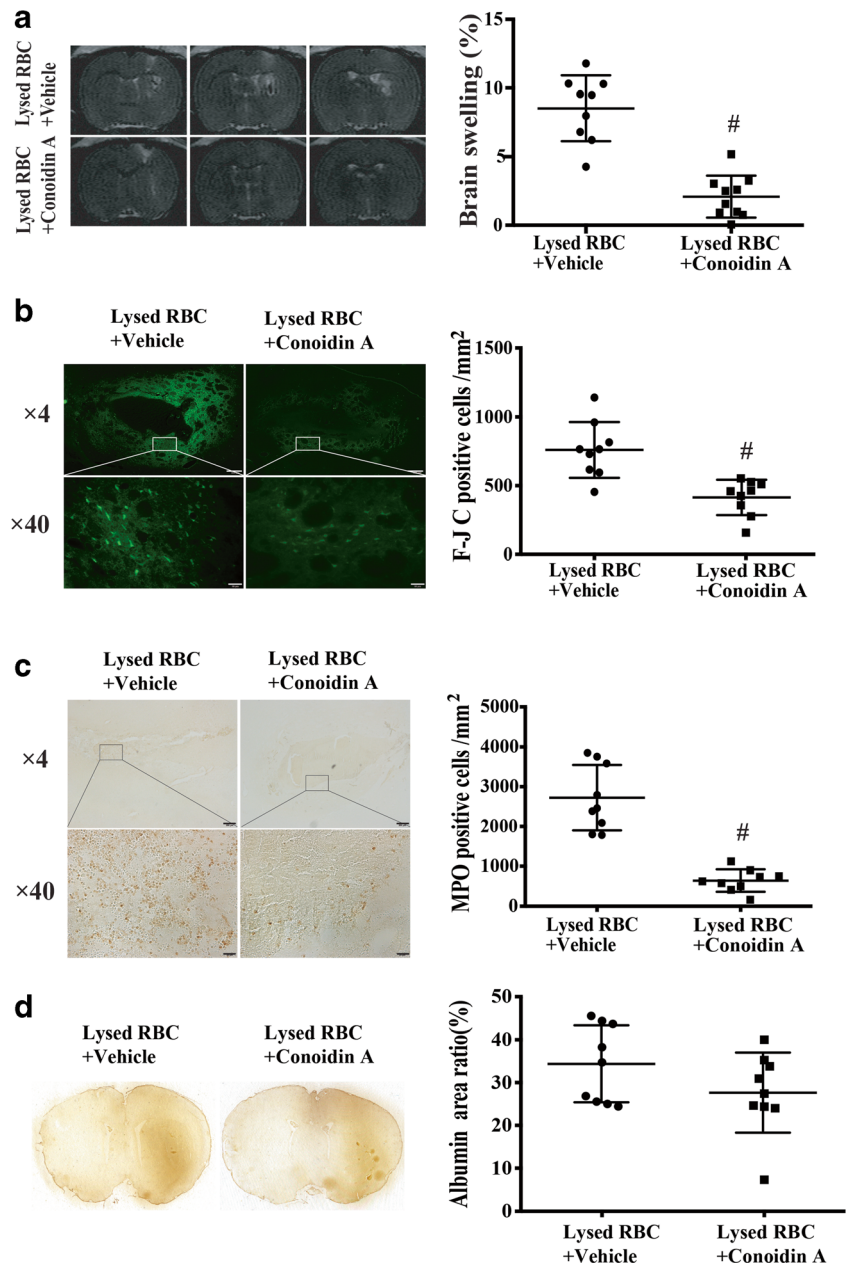 a
Lysed RBC
+Vehicle
Lysed RBC
+Conoidin A
Brain swelling (%)
15
10
5
0
#
Lysed RBC
+Vehicle
Lysed RBC
+Conoidin A
b
Lysed RBC
+Vehicle
Lysed RBC
+Conoidin A
×4
×40
F-J C positive cells /mm2
1500
1000
500
0
#
Lysed RBC
+Vehicle
Lysed RBC
+Conoidin A
c
Lysed RBC
+Vehicle
Lysed RBC
+Conoidin A
×4
×40
MPO positive cells /mm2
5000
4000
3000
2000
1000
0
#
Lysed RBC
+Vehicle
Lysed RBC
+Conoidin A
d
Lysed RBC
+Vehicle
Lysed RBC
+Conoidin A
Albumin area ratio(%)
50
40
30
20
10
0
Lysed RBC
+Vehicle
Lysed RBC
+Conoidin A